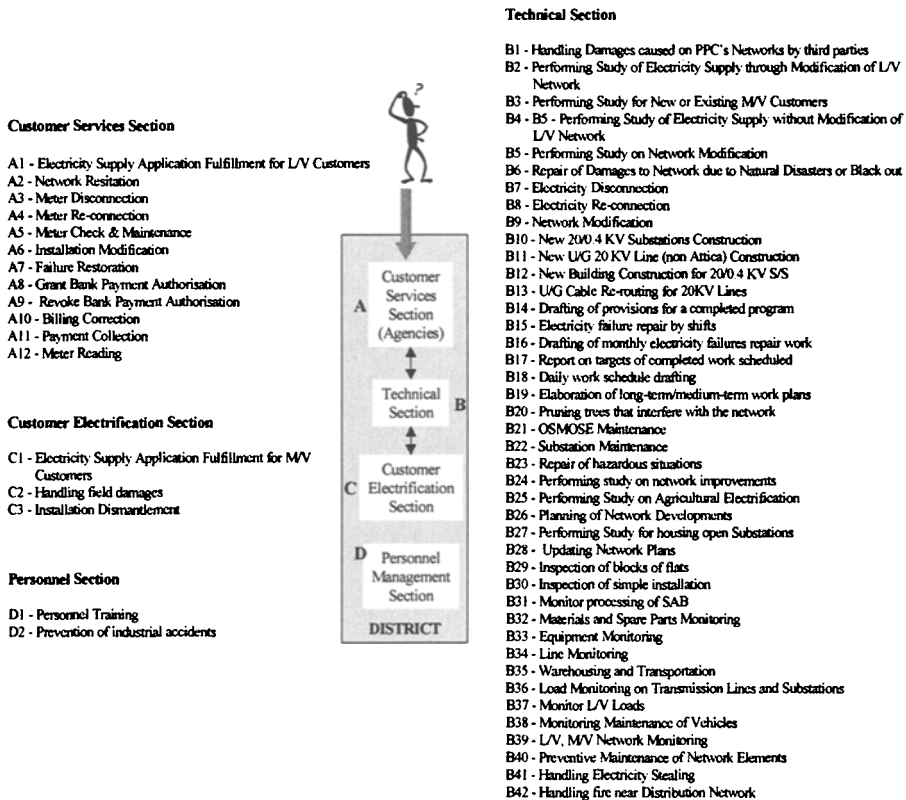 Customer Services Section
A1 - Electricity Supply Application Fulfillment for L/V Customers
A2 - Network Resitation
A3 - Meter Disconnection
A4 - Meter Re-connection
A5 - Meter Check & Maintenance
A6 - Installation Modification
A7 - Failure Restoration
A8 - Grant Bank Payment Authorisation
A9 - Revoke Bank Payment Authorisation
A10 - Billing Correction
A11 - Payment Collection
A12 - Meter Reading
Customer Electrification Section
C1 - Electricity Supply Application Fulfillment for M/V
Customers
C2 - Handling field damages
C3 - Installation Dismantlement
Personnel Section
D1 - Personnel Training
D2 - Prevention of industrial accidents
?
A
Customer
Services
Section
(Agencies)
Technical
Section
B
C
Customer
Electrification
Section
D
Personnel
Management
Section
DISTRICT
Technical Section
B1 - Handling Damages caused on PPC's Networks by third parties
B2 - Performing Study of Electricity Supply through Modification of L/V
Network
B3 - Performing Study for New or Existing M/V Customers
B4 - B5 - Performing Study of Electricity Supply without Modification of
L/V Network
B5 - Performing Study on Network Modification
B6 - Repair of Damages to Network due to Natural Disasters or Black out
B7 - Electricity Disconnection
B8 - Electricity Re-connection
B9 - Network Modification
B10 - New 20/0.4 KV Substations Construction
B11 - New U/G 20 KV Line (non Attica) Construction
B12 - New Building Construction for 20/0.4 KV S/S
B13 - U/G Cable Re-routing for 20KV Lines
B14 - Drafting of provisions for a completed program
B15 - Electricity failure repair by shifts
B16 - Drafting of monthly electricity failures repair work
B17 - Report on targets of completed work scheduled
B18 - Daily work schedule drafting
B19 - Elaboration of long-term/medium-term work plans
B20 - Pruning trees that interfere with the network
B21 - OSMOSE Maintenance
B22 - Substation Maintenance
B23 - Repair of hazardous situations
B24 - Performing study on network improvements
B25 - Performing Study on Agricultural Electrification
B26 - Planning of Network Developments
B27 - Performing Study for housing open Substations
B28 - Updating Network Plans
B29 - Inspection of blocks of flats
B30 - Inspection of simple installation
B31 - Monitor processing of SAB
B32 - Materials and Spare Parts Monitoring
B33 - Equipment Monitoring
B34 - Line Monitoring
B35 - Warehousing and Transportation
B36 - Load Monitoring on Transmission Lines and Substations
B37 - Monitor L/V Loads
B38 - Monitoring Maintenance of Vehicles
B39 - L/V, M/V Network Monitoring
B40 - Preventive Maintenance of Network Elements
B41 - Handling Electricity Stealing
B42 - Handling fire near Distribution Network